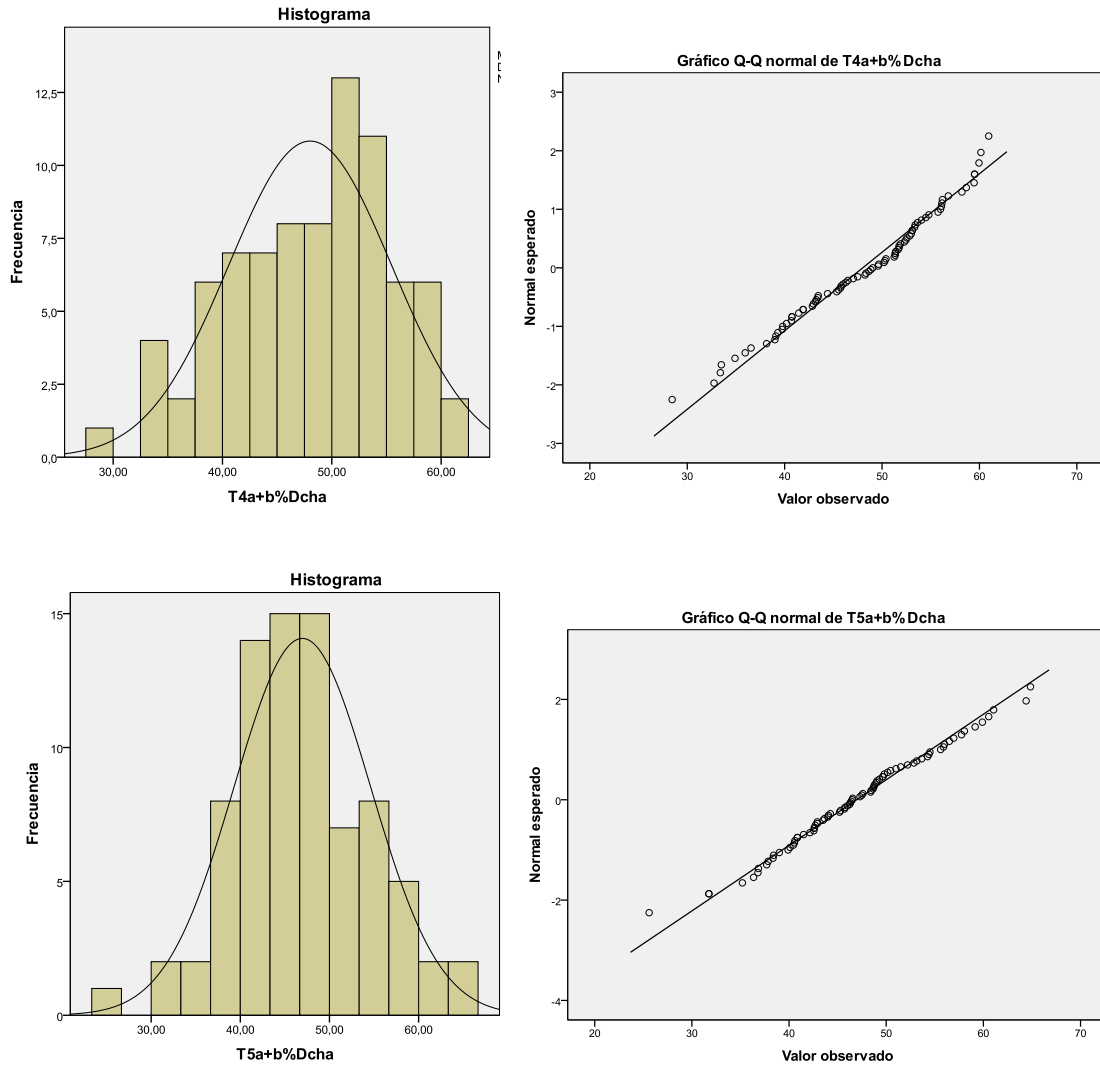 Histograma
Frecuencia
12,5
10,0
7,5
5,0
2,5
0,0
30,00 40,00 50,00 60,00
T4a+b%Dcha
Gráfico Q-Q normal de T4a+b%Dcha
Normal esperado
3
2
1
0
-1
-2
-3
20 30 40 50 60 70
Valor observado
Histograma
Frecuencia
15
10
5
0
30,00 40,00 50,00 60,00
T5a+b%Dcha
Gráfico Q-Q normal de T5a+b%Dcha
Normal esperado
2
0
-2
-4
20 30 40 50 60 70
Valor observado